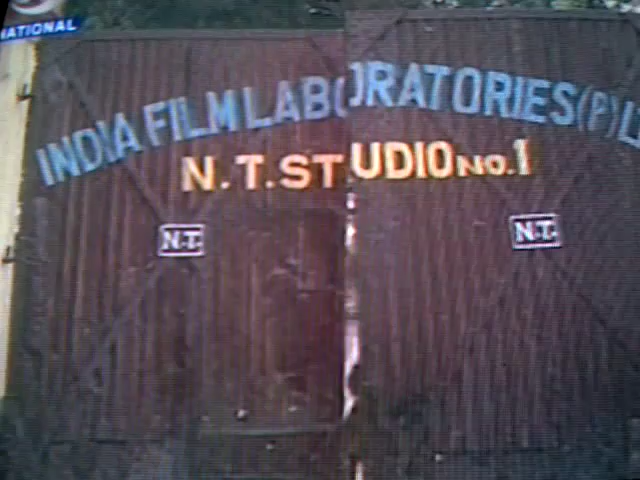 NATIONAL
INDIA FILM LABORATORIES (P) L
N.T. STUDIO NO.1
N.T.
N.T.